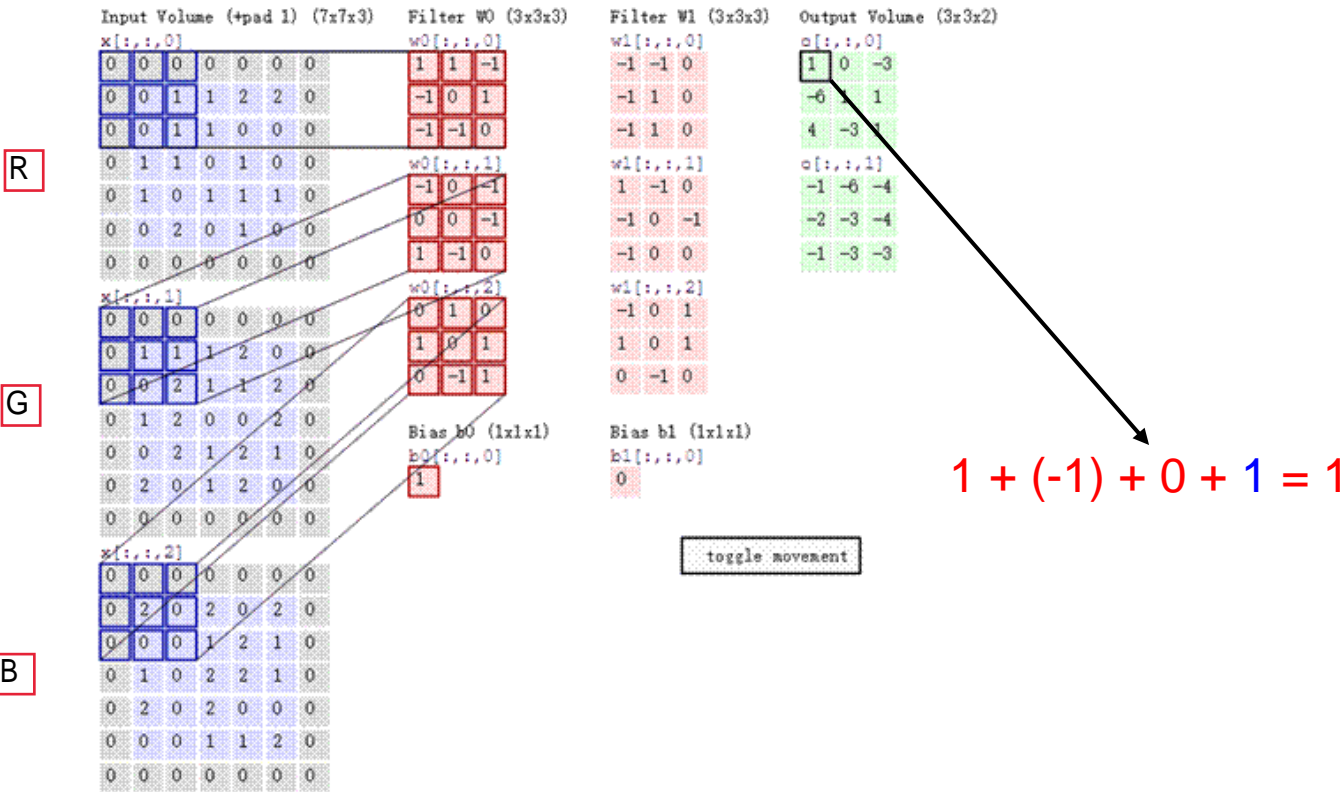 Input Volume (+pad 1) (7x7x3)
x[:,:,0]
0 0 0 0 0 0 0
0 0 1 1 2 2 0
0 0 1 1 0 0 0
0 1 1 0 1 0 0
0 1 0 1 1 1 0
0 0 2 0 1 0 0
0 0 0 0 0 0 0
R
x[:,:,1]
0 0 0 0 0 0 0
0 1 1 1 2 0 0
0 0 2 1 1 2 0
0 1 2 0 0 2 0
0 0 2 1 2 1 0
0 2 0 1 2 0 0
0 0 0 0 0 0 0
G
x[:,:,2]
0 0 0 0 0 0 0
0 2 0 2 0 2 0
0 0 0 1 2 1 0
0 1 0 2 2 1 0
0 2 0 2 0 0 0
0 0 0 1 1 2 0
0 0 0 0 0 0 0
B
Filter W0 (3x3x3)
w0[:,:,0]
1 1 -1
-1 0 1
-1 -1 0
w0[:,:,1]
-1 0 -1
0 0 -1
1 -1 0
w0[:,:,2]
0 1 0
1 0 1
0 -1 1
Bias b0 (1x1x1)
b0[:,:,0]
1
Filter W1 (3x3x3)
w1[:,:,0]
-1 -1 0
-1 1 0
-1 1 0
w1[:,:,1]
1 -1 0
-1 0 -1
-1 0 0
w1[:,:,2]
-1 0 1
1 0 1
0 -1 0
Bias b1 (1x1x1)
b1[:,:,0]
0
Output Volume (3x3x2)
o[:,:,0]
1 0 -3
-6 1 1
4 -3 1
o[:,:,1]
-1 -6 -4
-2 -3 -4
-1 -3 -3
1 + (-1) + 0 + 1 = 1
toggle movement